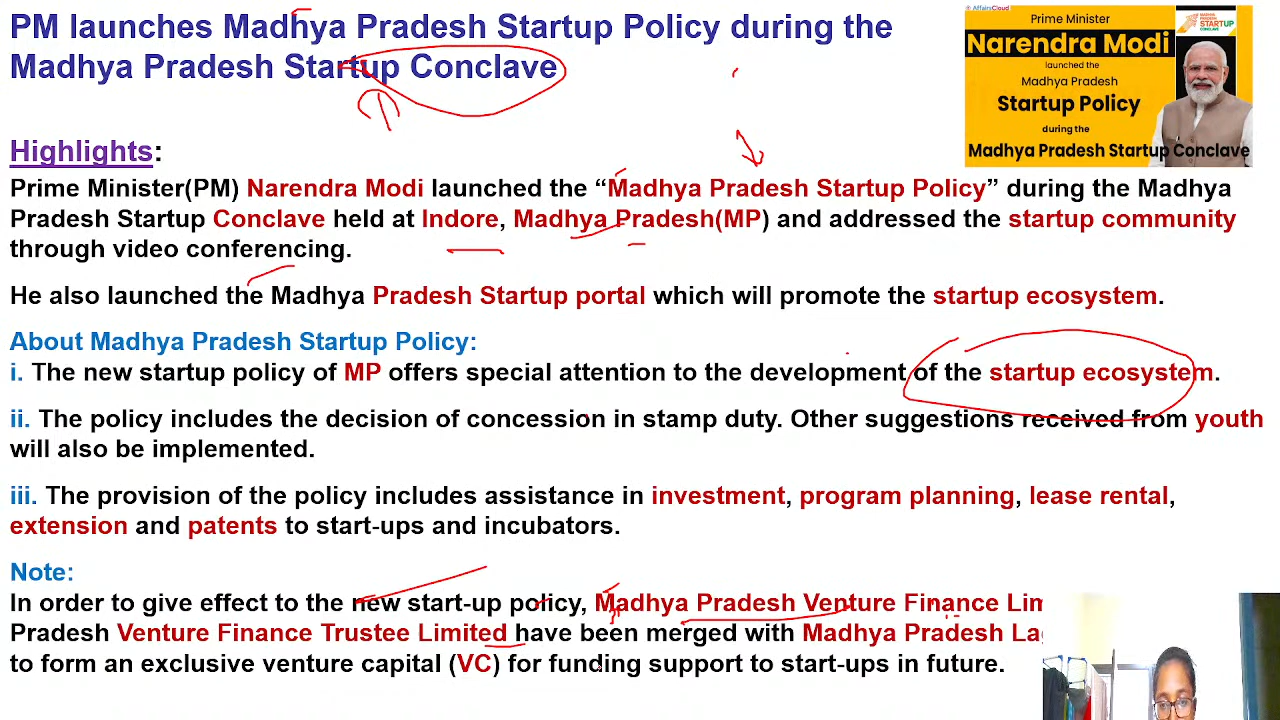 PM launches Madhya Pradesh Startup Policy during the
Madhya Pradesh Startup Conclave
AffairsCloud
Prime Minister
MADHYA PRADESH STARTUP CONCLAVE
Narendra Modi
launched the
Madhya Pradesh
Startup Policy
during the
Madhya Pradesh Startup Conclave
Highlights:
Prime Minister(PM) Narendra Modi launched the “Madhya Pradesh Startup Policy” during the Madhya
Pradesh Startup Conclave held at Indore, Madhya Pradesh(MP) and addressed the startup community
through video conferencing.
He also launched the Madhya Pradesh Startup portal which will promote the startup ecosystem.
About Madhya Pradesh Startup Policy:
i. The new startup policy of MP offers special attention to the development of the startup ecosystem.
ii. The policy includes the decision of concession in stamp duty. Other suggestions received from youth
will also be implemented.
iii. The provision of the policy includes assistance in investment, program planning, lease rental,
extension and patents to start-ups and incubators.
Note:
In order to give effect to the new start-up policy, Madhya Pradesh Venture Finance
Pradesh Venture Finance Trustee Limited have been merged with Madhya Pradesh
to form an exclusive venture capital (VC) for funding support to start-ups in future.